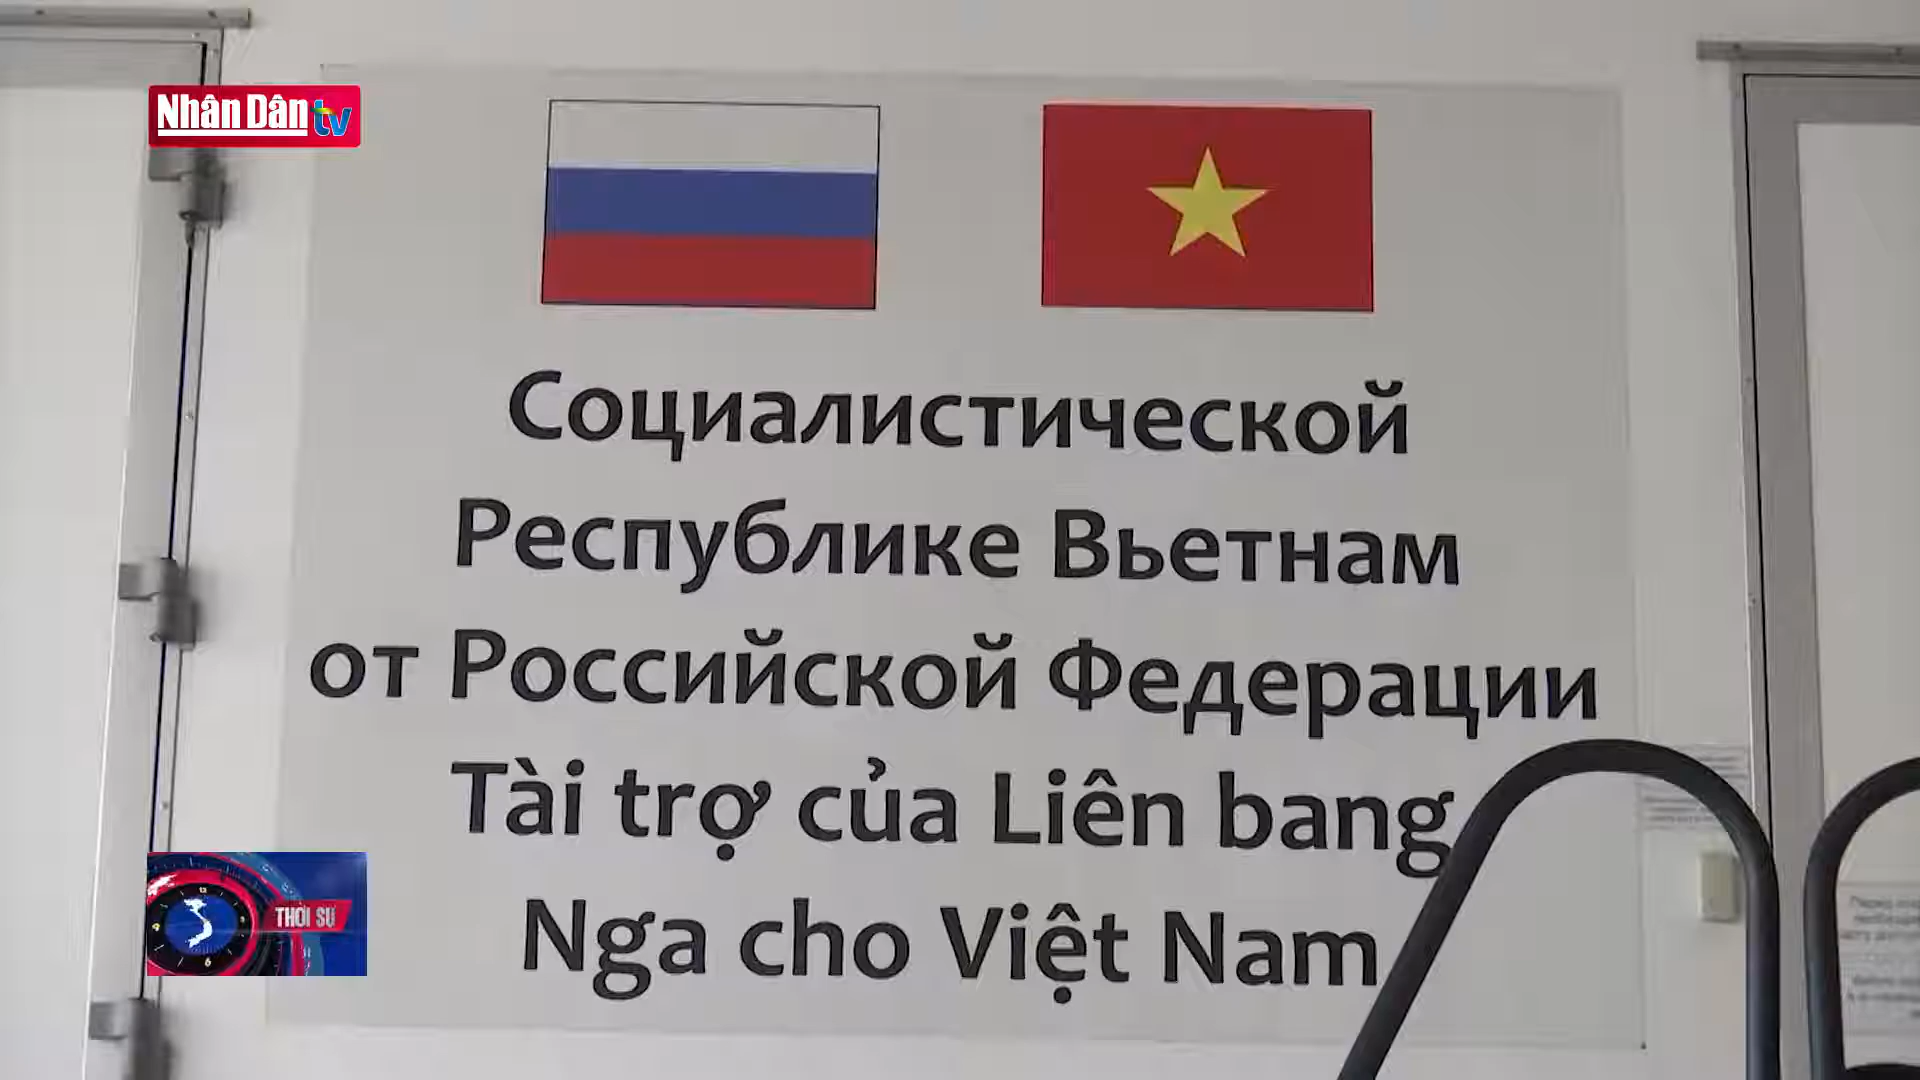 Nhân Dân tv
Социалистической
Республике Вьетнам
от Российской Федерации
Tài trợ của Liên bang
Nga cho Việt Nam
THỜI SỰ